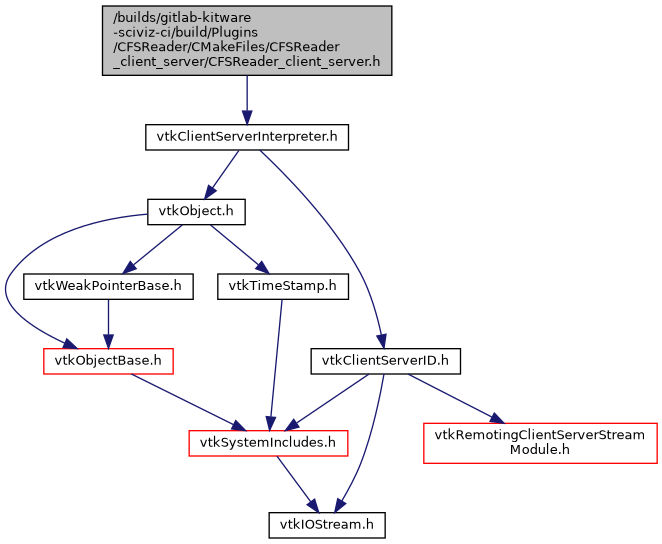 /builds/gitlab-kitware
-sciviz-ci/build/Plugins
/CFSReader/CMakeFiles/CFSReader
_client_server/CFSReader_client_server.h
vtkClientServerInterpreter.h
vtkObject.h
vtkWeakPointerBase.h
vtkTimeStamp.h
vtkObjectBase.h
vtkClientServerID.h
vtkSystemIncludes.h
vtkRemotingClientServerStream
Module.h
vtkIOStream.h